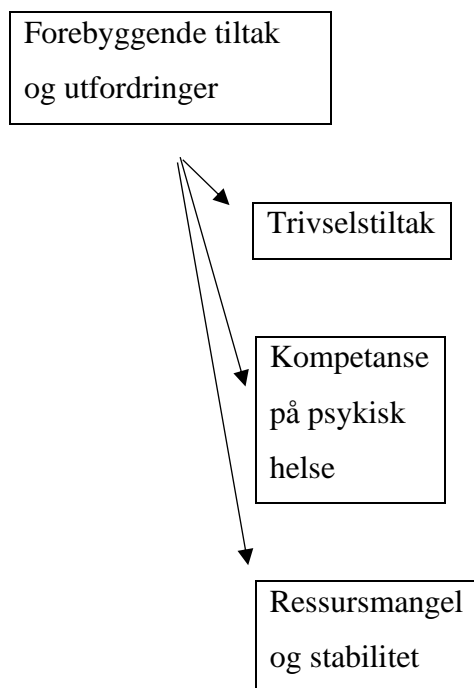 Forebyggende tiltak
og utfordringer
Trivselstiltak
Kompetanse
på psykisk
helse
Ressursmangel
og stabilitet